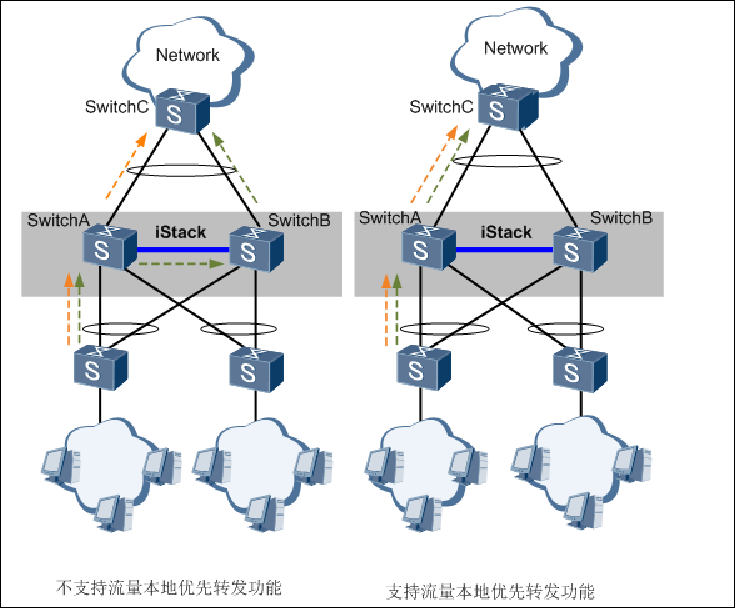 Network
SwitchC
S
SwitchA
SwitchB
iStack
S
S
S
S
不支持流量本地优先转发功能
Network
SwitchC
S
SwitchA
SwitchB
iStack
S
S
S
S
支持流量本地优先转发功能